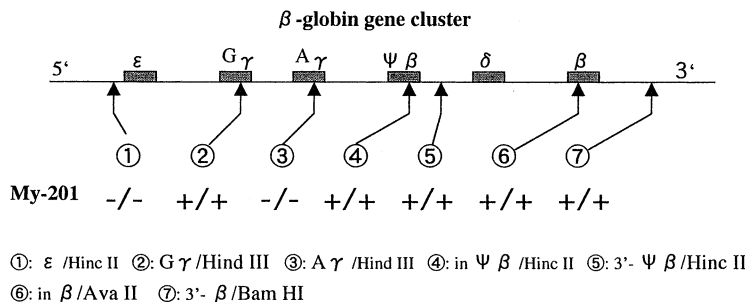 β-globin gene cluster
5‘ ε Gγ Aγ Ψβ δ β 3‘
① ② ③ ④ ⑤ ⑥ ⑦
My-201 -/- +/+ -/- +/+ +/+ +/+ +/+
①: ε /Hinc II ②: Gγ/Hind III ③: Aγ /Hind III ④: in Ψβ /Hinc II ⑤: 3'- Ψβ/Hinc II
⑥: in β/Ava II ⑦: 3'- β/Bam HI